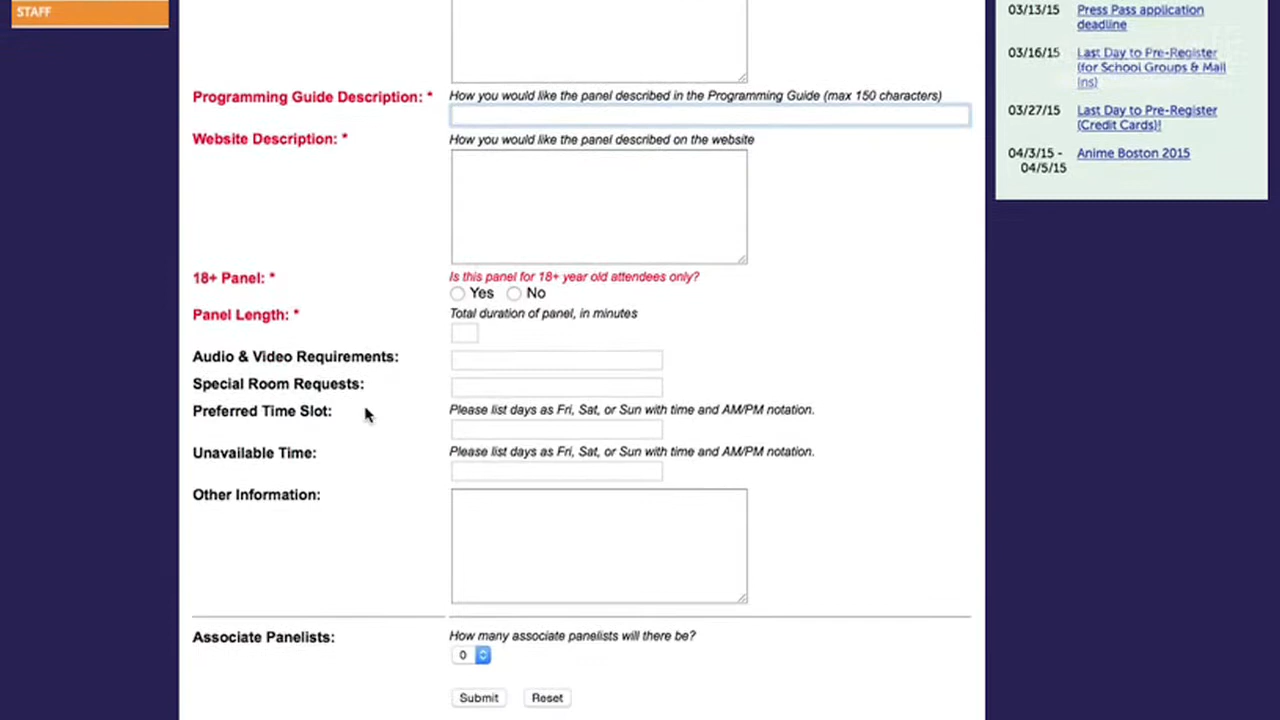 STAFF
03/13/15 Press Pass application
deadline
03/16/15 Last Day to Pre-Register
(for School Groups & Mail
Ins)
03/27/15 Last Day to Pre-Register
(Credit Cards)!
04/3/15 - Anime Boston 2015
04/5/15
Programming Guide Description: * How you would like the panel described in the Programming Guide (max 150 characters)
Website Description: * How you would like the panel described on the website
18+ Panel: * Is this panel for 18+ year old attendees only?
Yes No
Panel Length: * Total duration of panel, in minutes
Audio & Video Requirements:
Special Room Requests:
Preferred Time Slot: Please list days as Fri, Sat, or Sun with time and AM/PM notation.
Unavailable Time: Please list days as Fri, Sat, or Sun with time and AM/PM notation.
Other Information:
Associate Panelists: How many associate panelists will there be?
0
Submit Reset